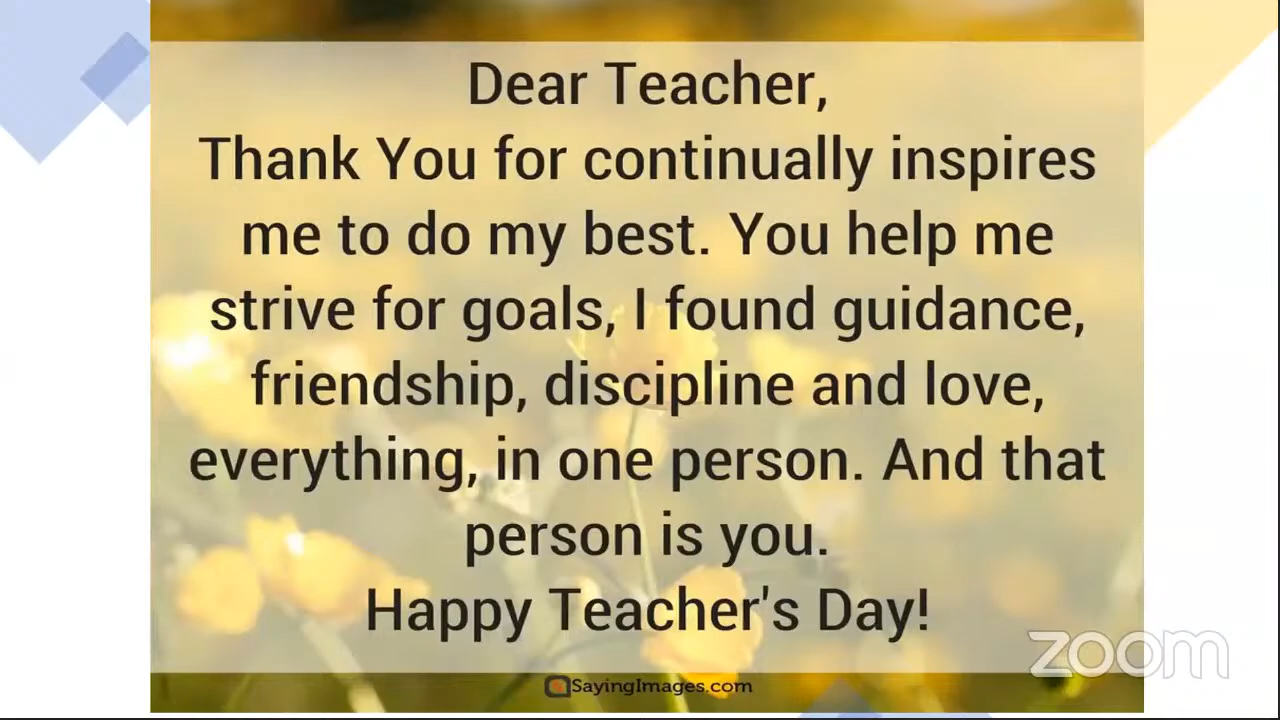 Dear Teacher,
Thank You for continually inspires
me to do my best. You help me
strive for goals, I found guidance,
friendship, discipline and love,
everything, in one person. And that
person is you.
Happy Teacher's Day!
zoom
SayingImages.com